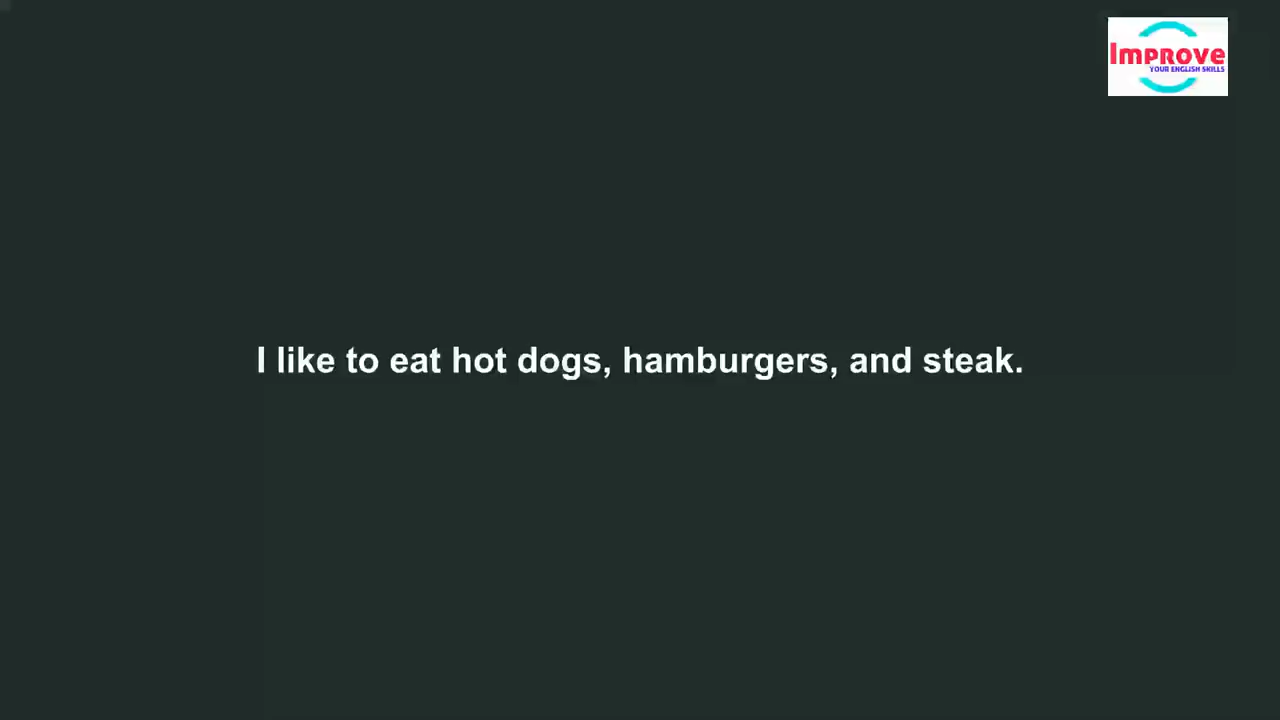 Improve
YOUR ENGLISH SKILLS
I like to eat hot dogs, hamburgers, and steak.